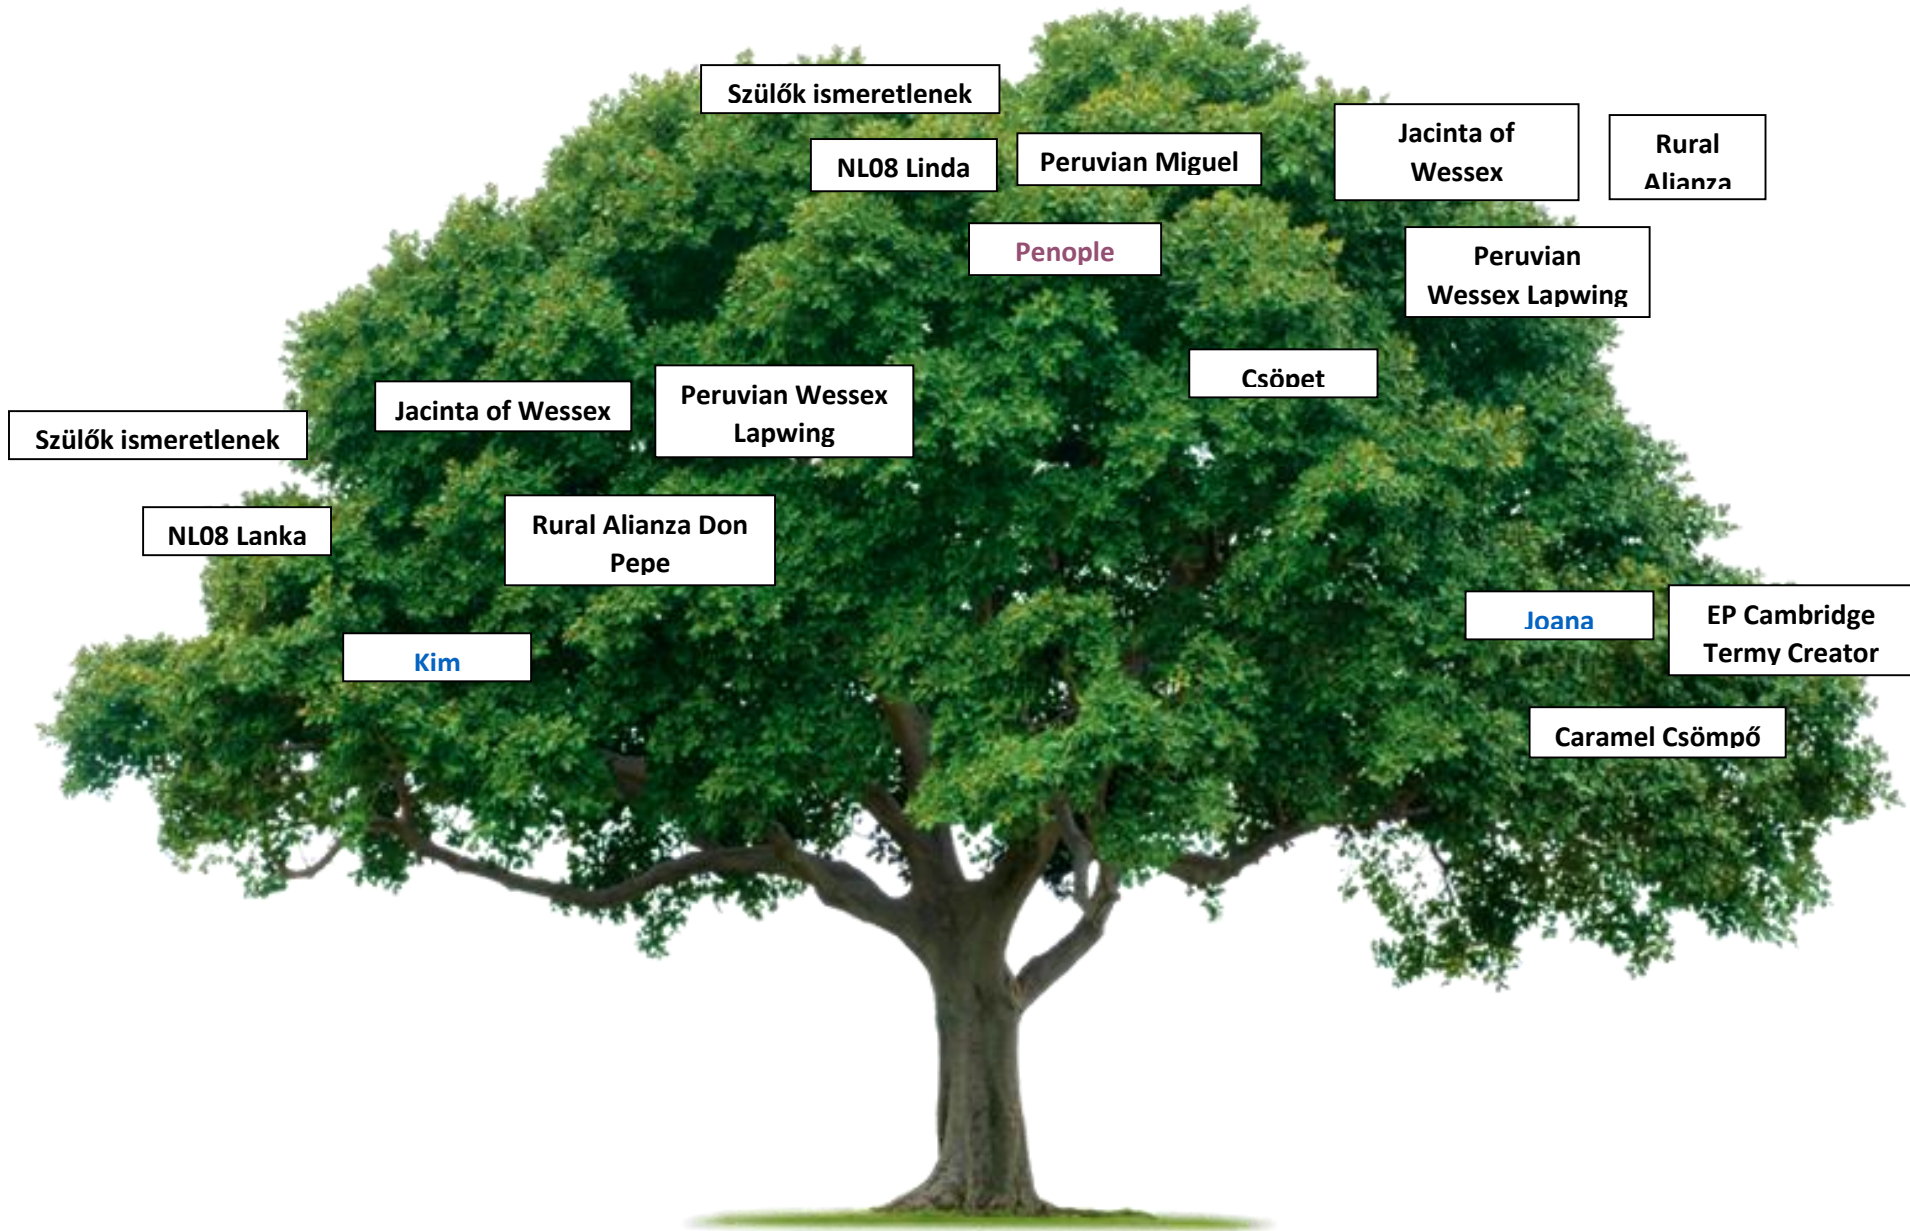 Szülők ismeretlenek
NL08 Linda
Peruvian Miguel
Jacinta of
Wessex
Rural
Alianza
Penople
Peruvian
Wessex Lapwing
Csöpet
Jacinta of Wessex
Peruvian Wessex
Lapwing
Szülők ismeretlenek
NL08 Lanka
Rural Alianza Don
Pepe
Kim
Joana
EP Cambridge
Termy Creator
Caramel Csömpő